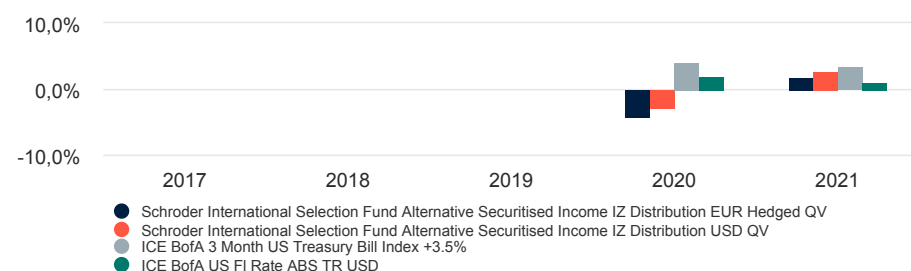 10,0%
0,0%
-10,0%
2017 2018 2019 2020 2021
Schroder International Selection Fund Alternative Securitised Income IZ Distribution EUR Hedged QV
Schroder International Selection Fund Alternative Securitised Income IZ Distribution USD QV
ICE BofA 3 Month US Treasury Bill Index +3.5%
ICE BofA US Fl Rate ABS TR USD